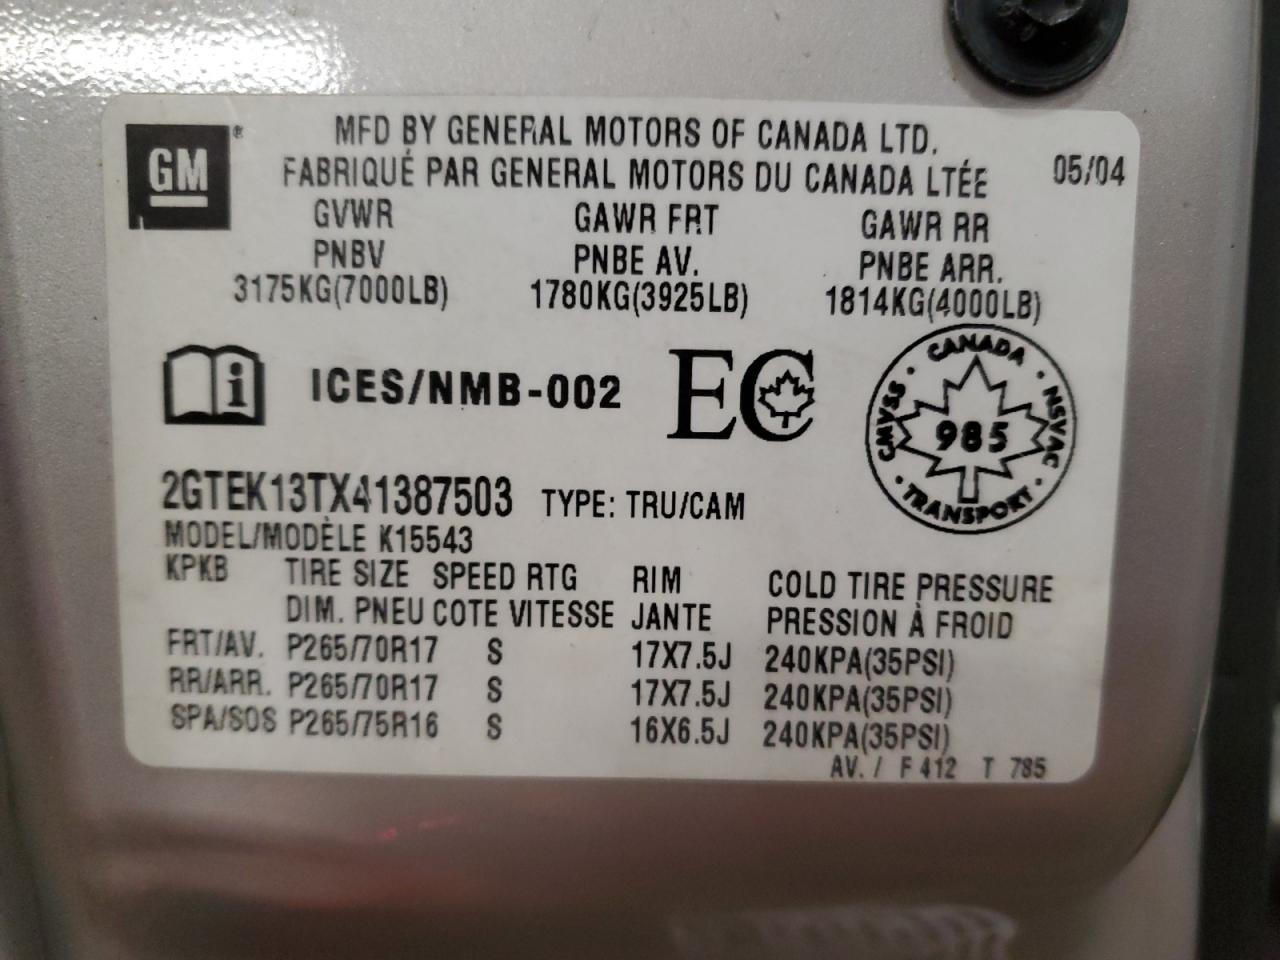 GM®
MFD BY GENERAL MOTORS OF CANADA LTD.
FABRIQUÉ PAR GENERAL MOTORS DU CANADA LTÉE
05/04
GVWR GAWR FRT GAWR RR
PNBV PNBE AV. PNBE ARR.
3175KG(7000LB) 1780KG(3925LB) 1814KG(4000LB)
i ICES/NMB-002 EC
CANADA
CMVSS • 985 • NSVAC
• TRANSPORT •
2GTEK13TX41387503 TYPE: TRU/CAM
MODEL/MODÈLE K15543
KPKB TIRE SIZE SPEED RTG RIM COLD TIRE PRESSURE
DIM. PNEU COTE VITESSE JANTE PRESSION À FROID
FRT/AV. P265/70R17 S 17X7.5J 240KPA(35PSI)
RR/ARR. P265/70R17 S 17X7.5J 240KPA(35PSI)
SPA/SOS P265/75R16 S 16X6.5J 240KPA(35PSI)
AV. / F 412 T 785